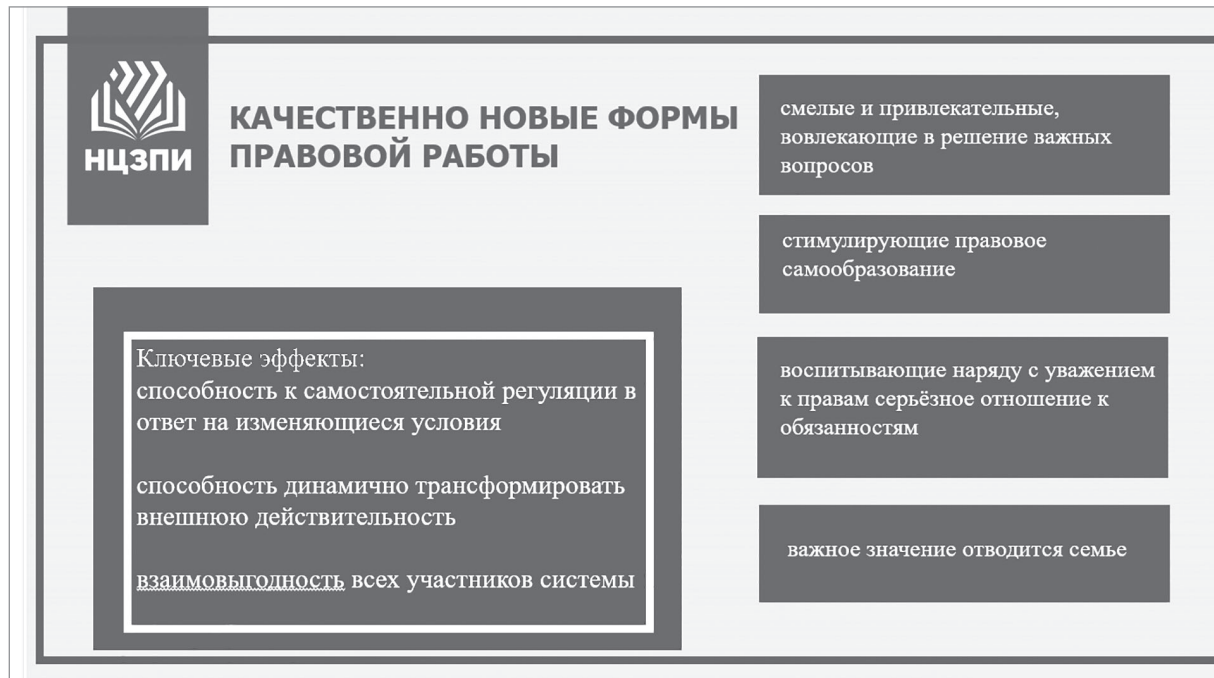 НЦЗПИ
КАЧЕСТВЕННО НОВЫЕ ФОРМЫ
ПРАВОВОЙ РАБОТЫ
Ключевые эффекты:
способность к самостоятельной регуляции в
ответ на изменяющиеся условия
способность динамично трансформировать
внешнюю действительность
взаимовыгодность всех участников системы
смелые и привлекательные,
вовлекающие в решение важных
вопросов
стимулирующие правовое
самообразование
воспитывающие наряду с уважением
к правам серьёзное отношение к
обязанностям
важное значение отводится семье